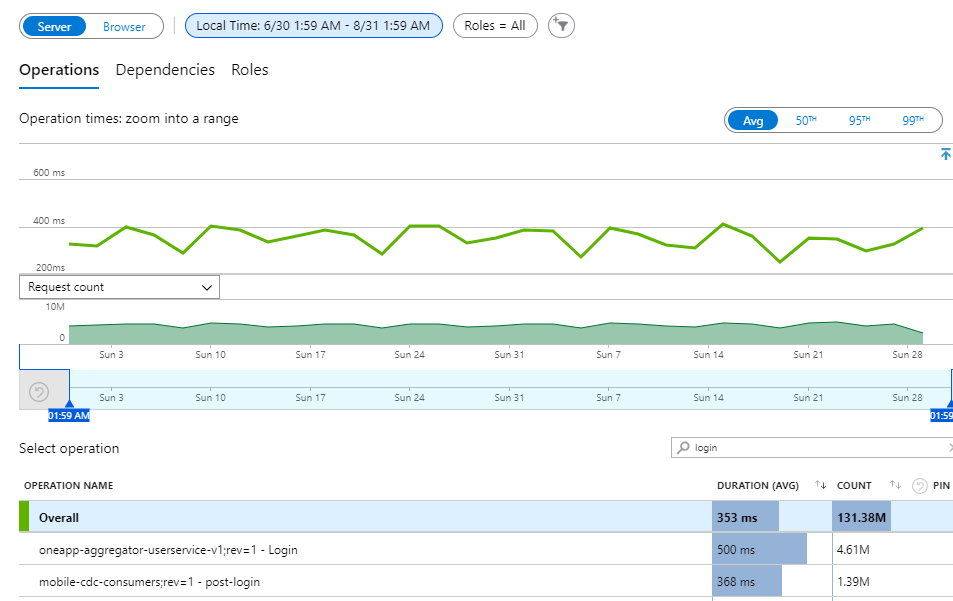 Server Browser Local Time: 6/30 1:59 AM - 8/31 1:59 AM Roles = All
Operations Dependencies Roles
Operation times: zoom into a range Avg 50TH 95TH 99TH
600 ms
400 ms
200ms
Request count
10M
0
Sun 3 Sun 10 Sun 17 Sun 24 Sun 31 Sun 7 Sun 14 Sun 21 Sun 28
Sun 3 Sun 10 Sun 17 Sun 24 Sun 31 Sun 7 Sun 14 Sun 21 Sun 28
01:59 AM 01:59
Select operation login
OPERATION NAME DURATION (AVG) COUNT PIN
Overall 353 ms 131.38M
oneapp-aggregator-userservice-v1;rev=1 - Login 500 ms 4.61M
mobile-cdc-consumers;rev=1 - post-login 368 ms 1.39M